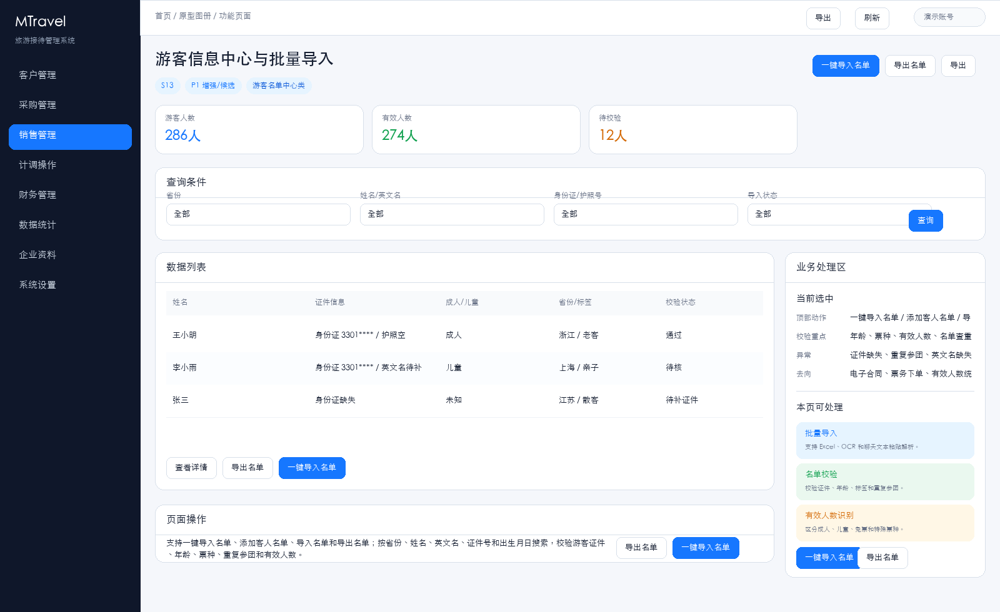 MTravel
旅游接待管理系统
客户管理
采购管理
销售管理
计调操作
财务管理
数据统计
企业资料
系统设置
首页 / 原型图册 / 功能页面
导出
刷新
演示账号
游客信息中心与批量导入
一键导入名单
导出名单
导出
S13
P1 增强/候选
游客名单中心类
游客人数
286人
有效人数
274人
待校验
12人
查询条件
省份
姓名/英文名
身份证/护照号
导入状态
全部
全部
全部
全部
查询
数据列表
姓名 证件信息 成人/儿童 省份/标签 校验状态
王小明 身份证 3301**** / 护照空 成人 浙江 / 老客 通过
李小雨 身份证 3301**** / 英文名待补 儿童 上海 / 亲子 待核
张三 身份证缺失 未知 江苏 / 散客 待补证件
查看详情
导出名单
一键导入名单
页面操作
支持一键导入名单、添加客人名单、导入名单和导出名单；按省份、姓名、英文名、证件号和出生月日搜索，校验游客证件
、年龄、票种、重复参团和有效人数。
导出名单
一键导入名单
业务处理区
当前选中
顶部动作 一键导入名单 / 添加客人名单 / 导
校验重点 年龄、票种、有效人数、名单查重
异常 证件缺失、重复参团、英文名缺失
去向 电子合同、票务下单、有效人数统
本页可处理
批量导入
支持 Excel、OCR 和聊天文本粘贴解析。
名单校验
校验证件、年龄、标签和重复参团。
有效人数识别
区分成人、儿童、免票和特殊票种。
一键导入名单
导出名单